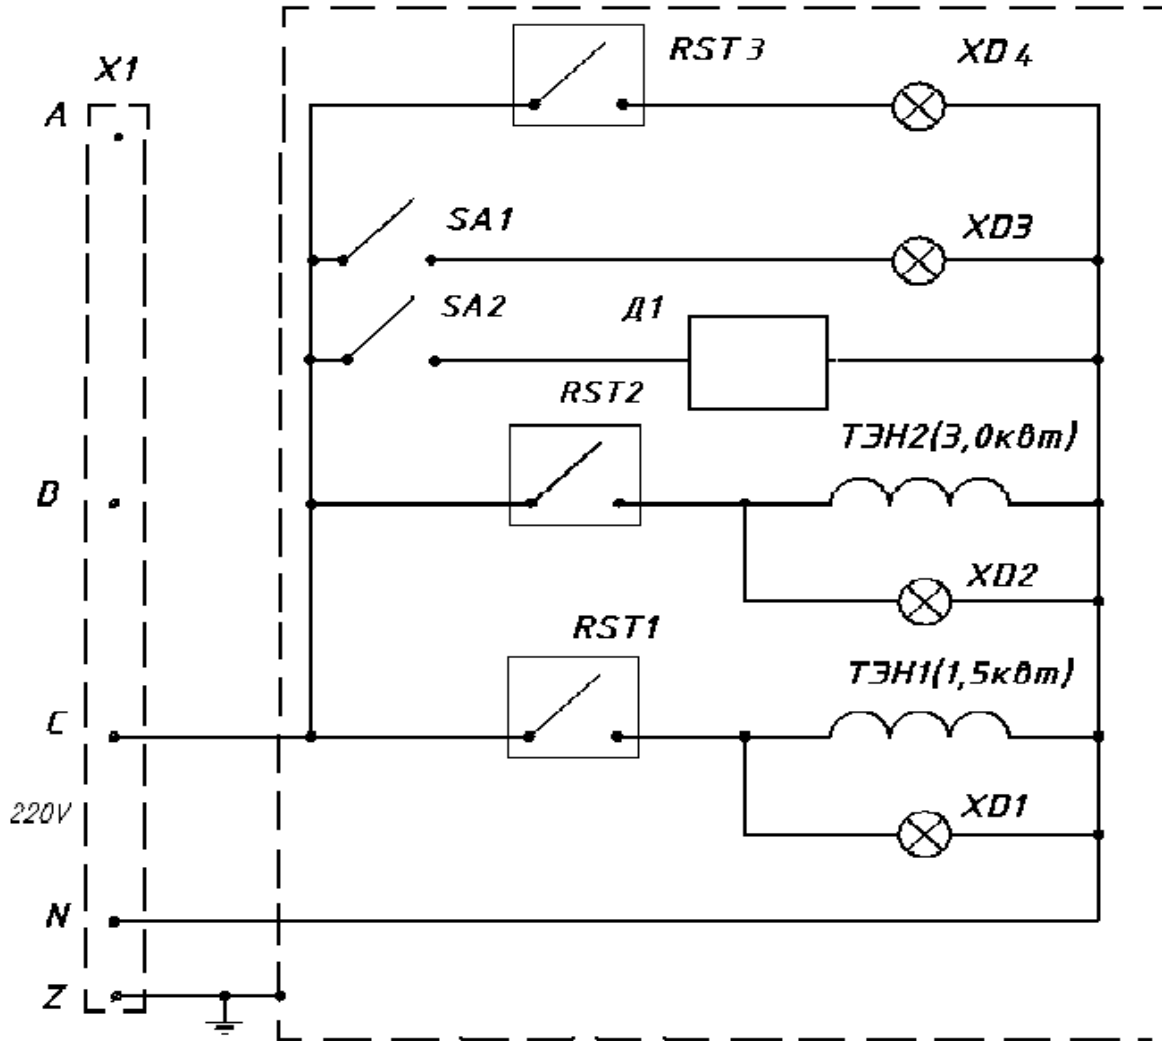 X1
RST3
XD4
A
SA1
XD3
SA2
Д1
RST2
ТЭН2(3,0квт)
B
XD2
RST1
ТЭН1(1,5квт)
C
220V
XD1
N
Z